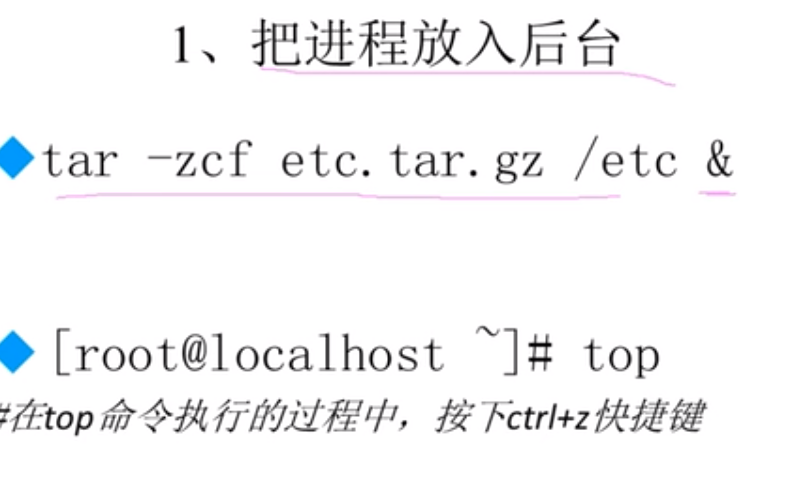 1、把进程放入后台
tar -zcf etc.tar.gz /etc &
[root@localhost ~]# top
#在top命令执行的过程中，按下ctrl+z快捷键